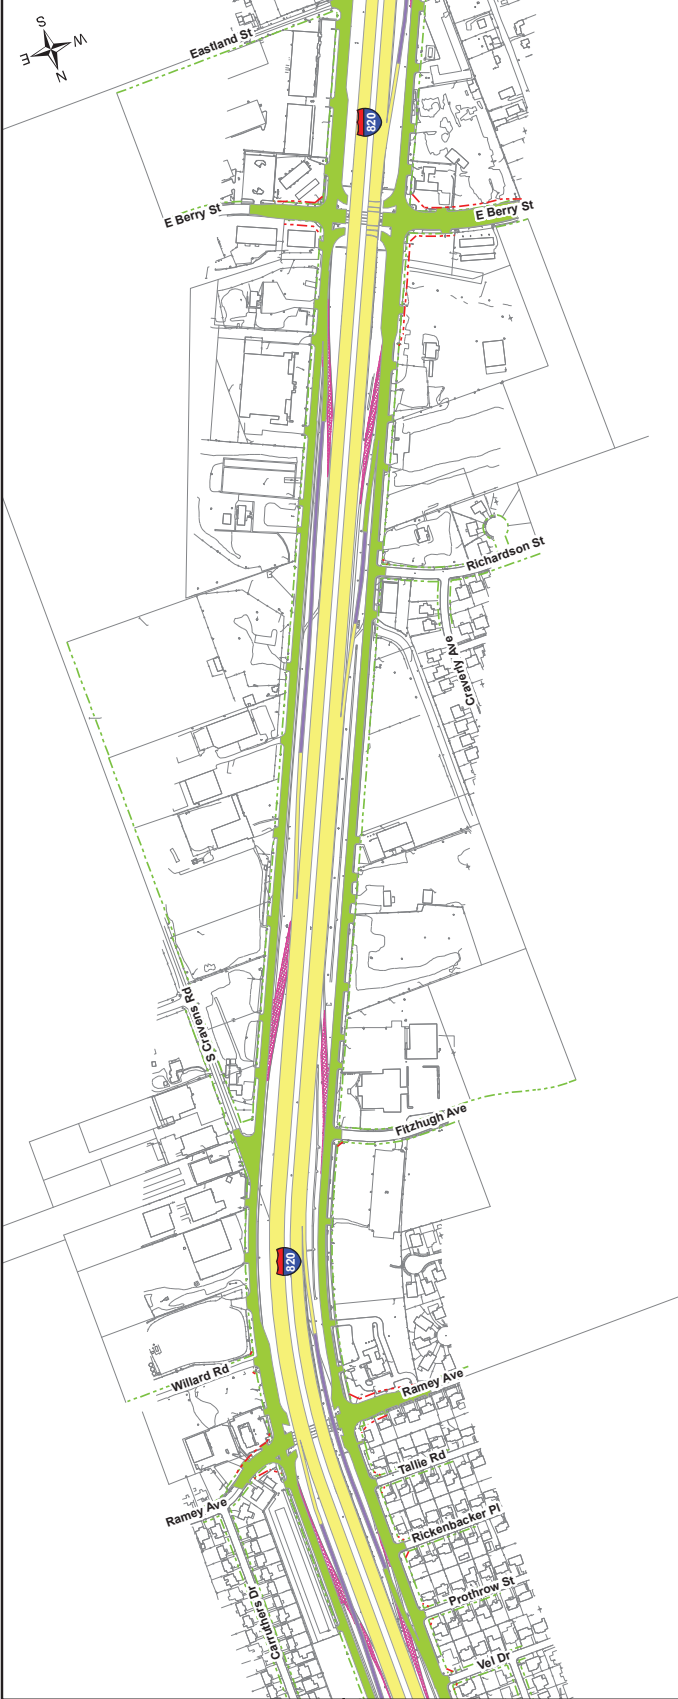 S
W
E
N
Eastland St
820
E Berry St
E Berry St
Richardson St
Craverly Ave
S Cravens Rd
Fitzhugh Ave
820
Willard Rd
Ramey Ave
Tallie Rd
Ramey Ave
Rickenbacker Pl
Carruthers Dr
Prothrow St
Vel Dr